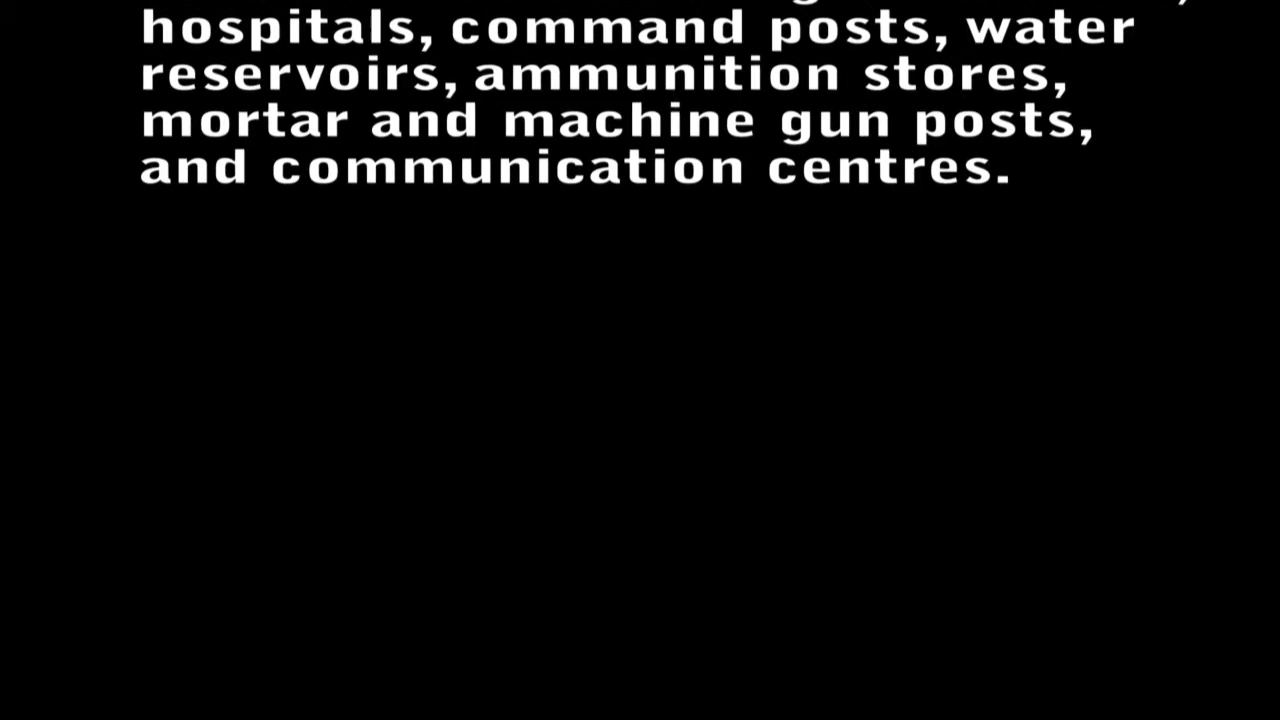 hospitals, command posts, water
reservoirs, ammunition stores,
mortar and machine gun posts,
and communication centres.